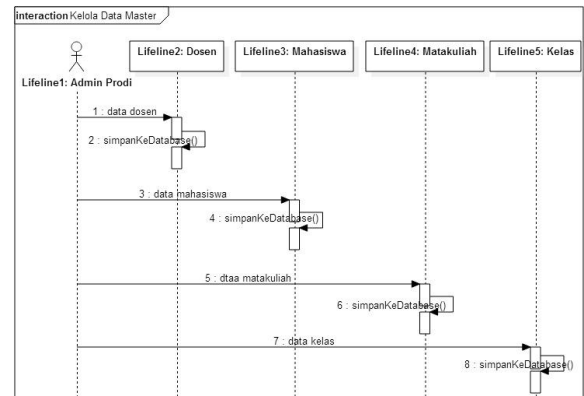 interaction Kelola Data Master
Lifeline1: Admin Prodi
Lifeline2: Dosen
Lifeline3: Mahasiswa
Lifeline4: Matakuliah
Lifeline5: Kelas
1 : data dosen
2 : simpanKeDatabase()
3 : data mahasiswa
4 : simpanKeDatabase()
5 : dtaa matakuliah
6 : simpanKeDatabase()
7 : data kelas
8 : simpanKeDatabase()